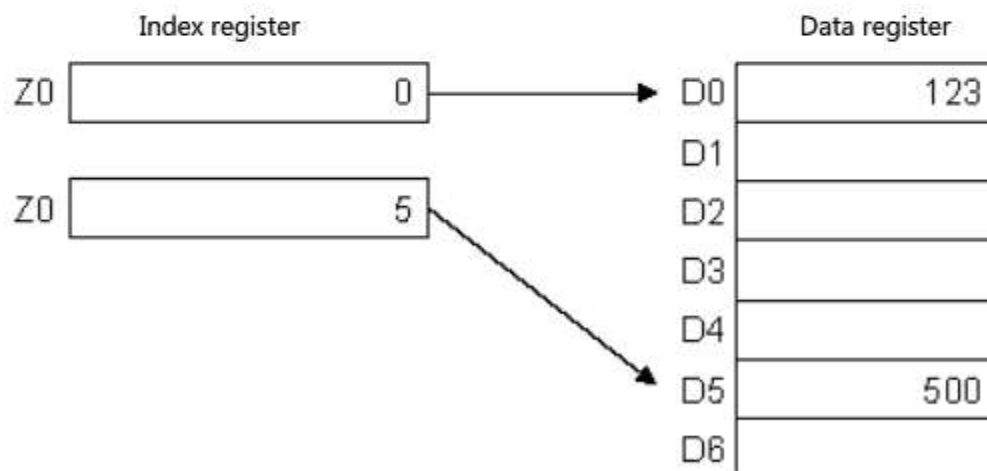 Index register
Data register
Z0 0
D0 123
D1
Z0 5
D2
D3
D4
D5 500
D6